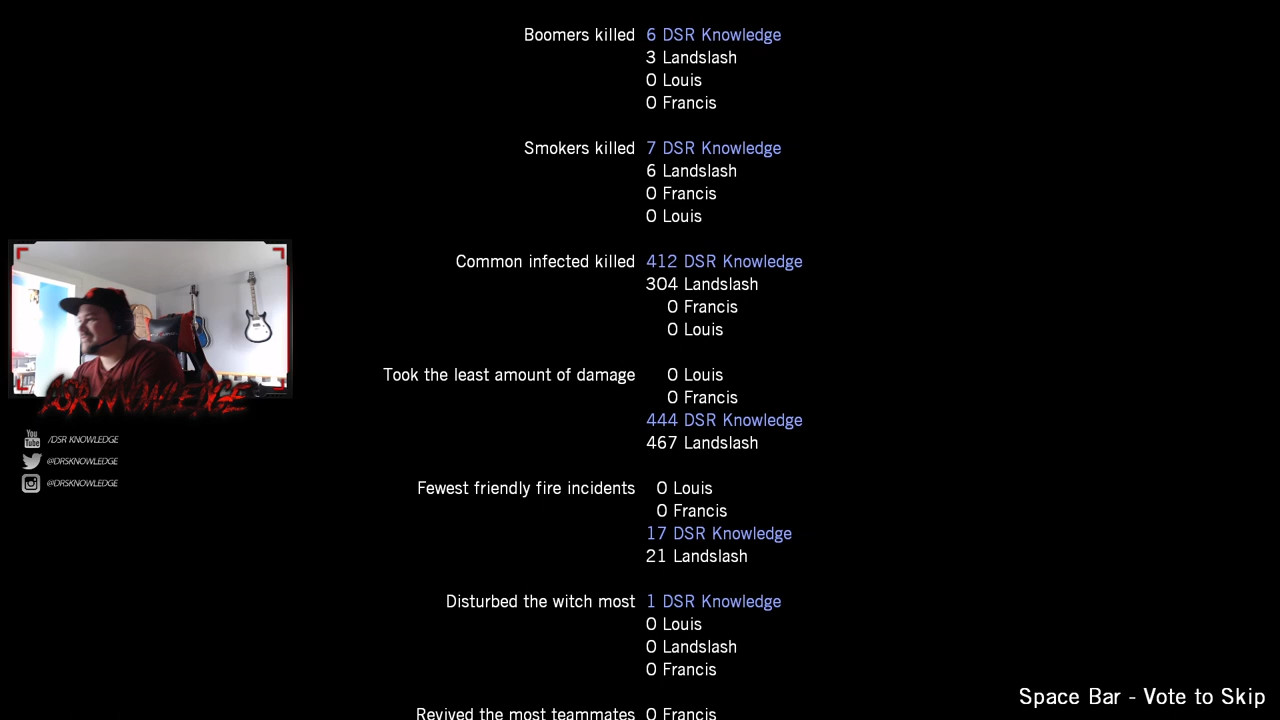 Boomers killed 6 DSR Knowledge
3 Landslash
0 Louis
0 Francis
Smokers killed 7 DSR Knowledge
6 Landslash
0 Francis
0 Louis
Common infected killed 412 DSR Knowledge
304 Landslash
0 Francis
0 Louis
Took the least amount of damage 0 Louis
0 Francis
444 DSR Knowledge
467 Landslash
Fewest friendly fire incidents 0 Louis
0 Francis
17 DSR Knowledge
21 Landslash
Disturbed the witch most 1 DSR Knowledge
0 Louis
0 Landslash
0 Francis
Revived the most teammates 0 Francis
DSR KNOWLEDGE
You Tube /DSR KNOWLEDGE
@DRSKNOWLEDGE
@DRSKNOWLEDGE
Space Bar - Vote to Skip